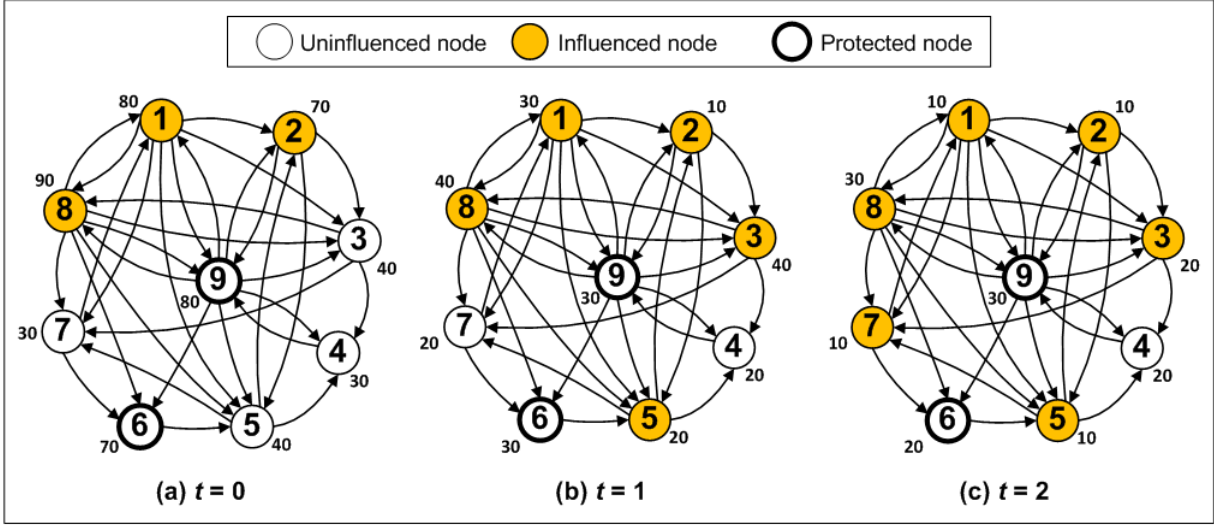 Uninfluenced node Influenced node Protected node
80 1 70 2
90 8 3 40
9 80
30 7 4 30
70 6 5 40
(a) t = 0
30 1 10 2
40 8 3 40
9 30
20 7 4 20
30 6 5 20
(b) t = 1
10 1 10 2
30 8 3 20
9 30
10 7 4 20
20 6 5 10
(c) t = 2